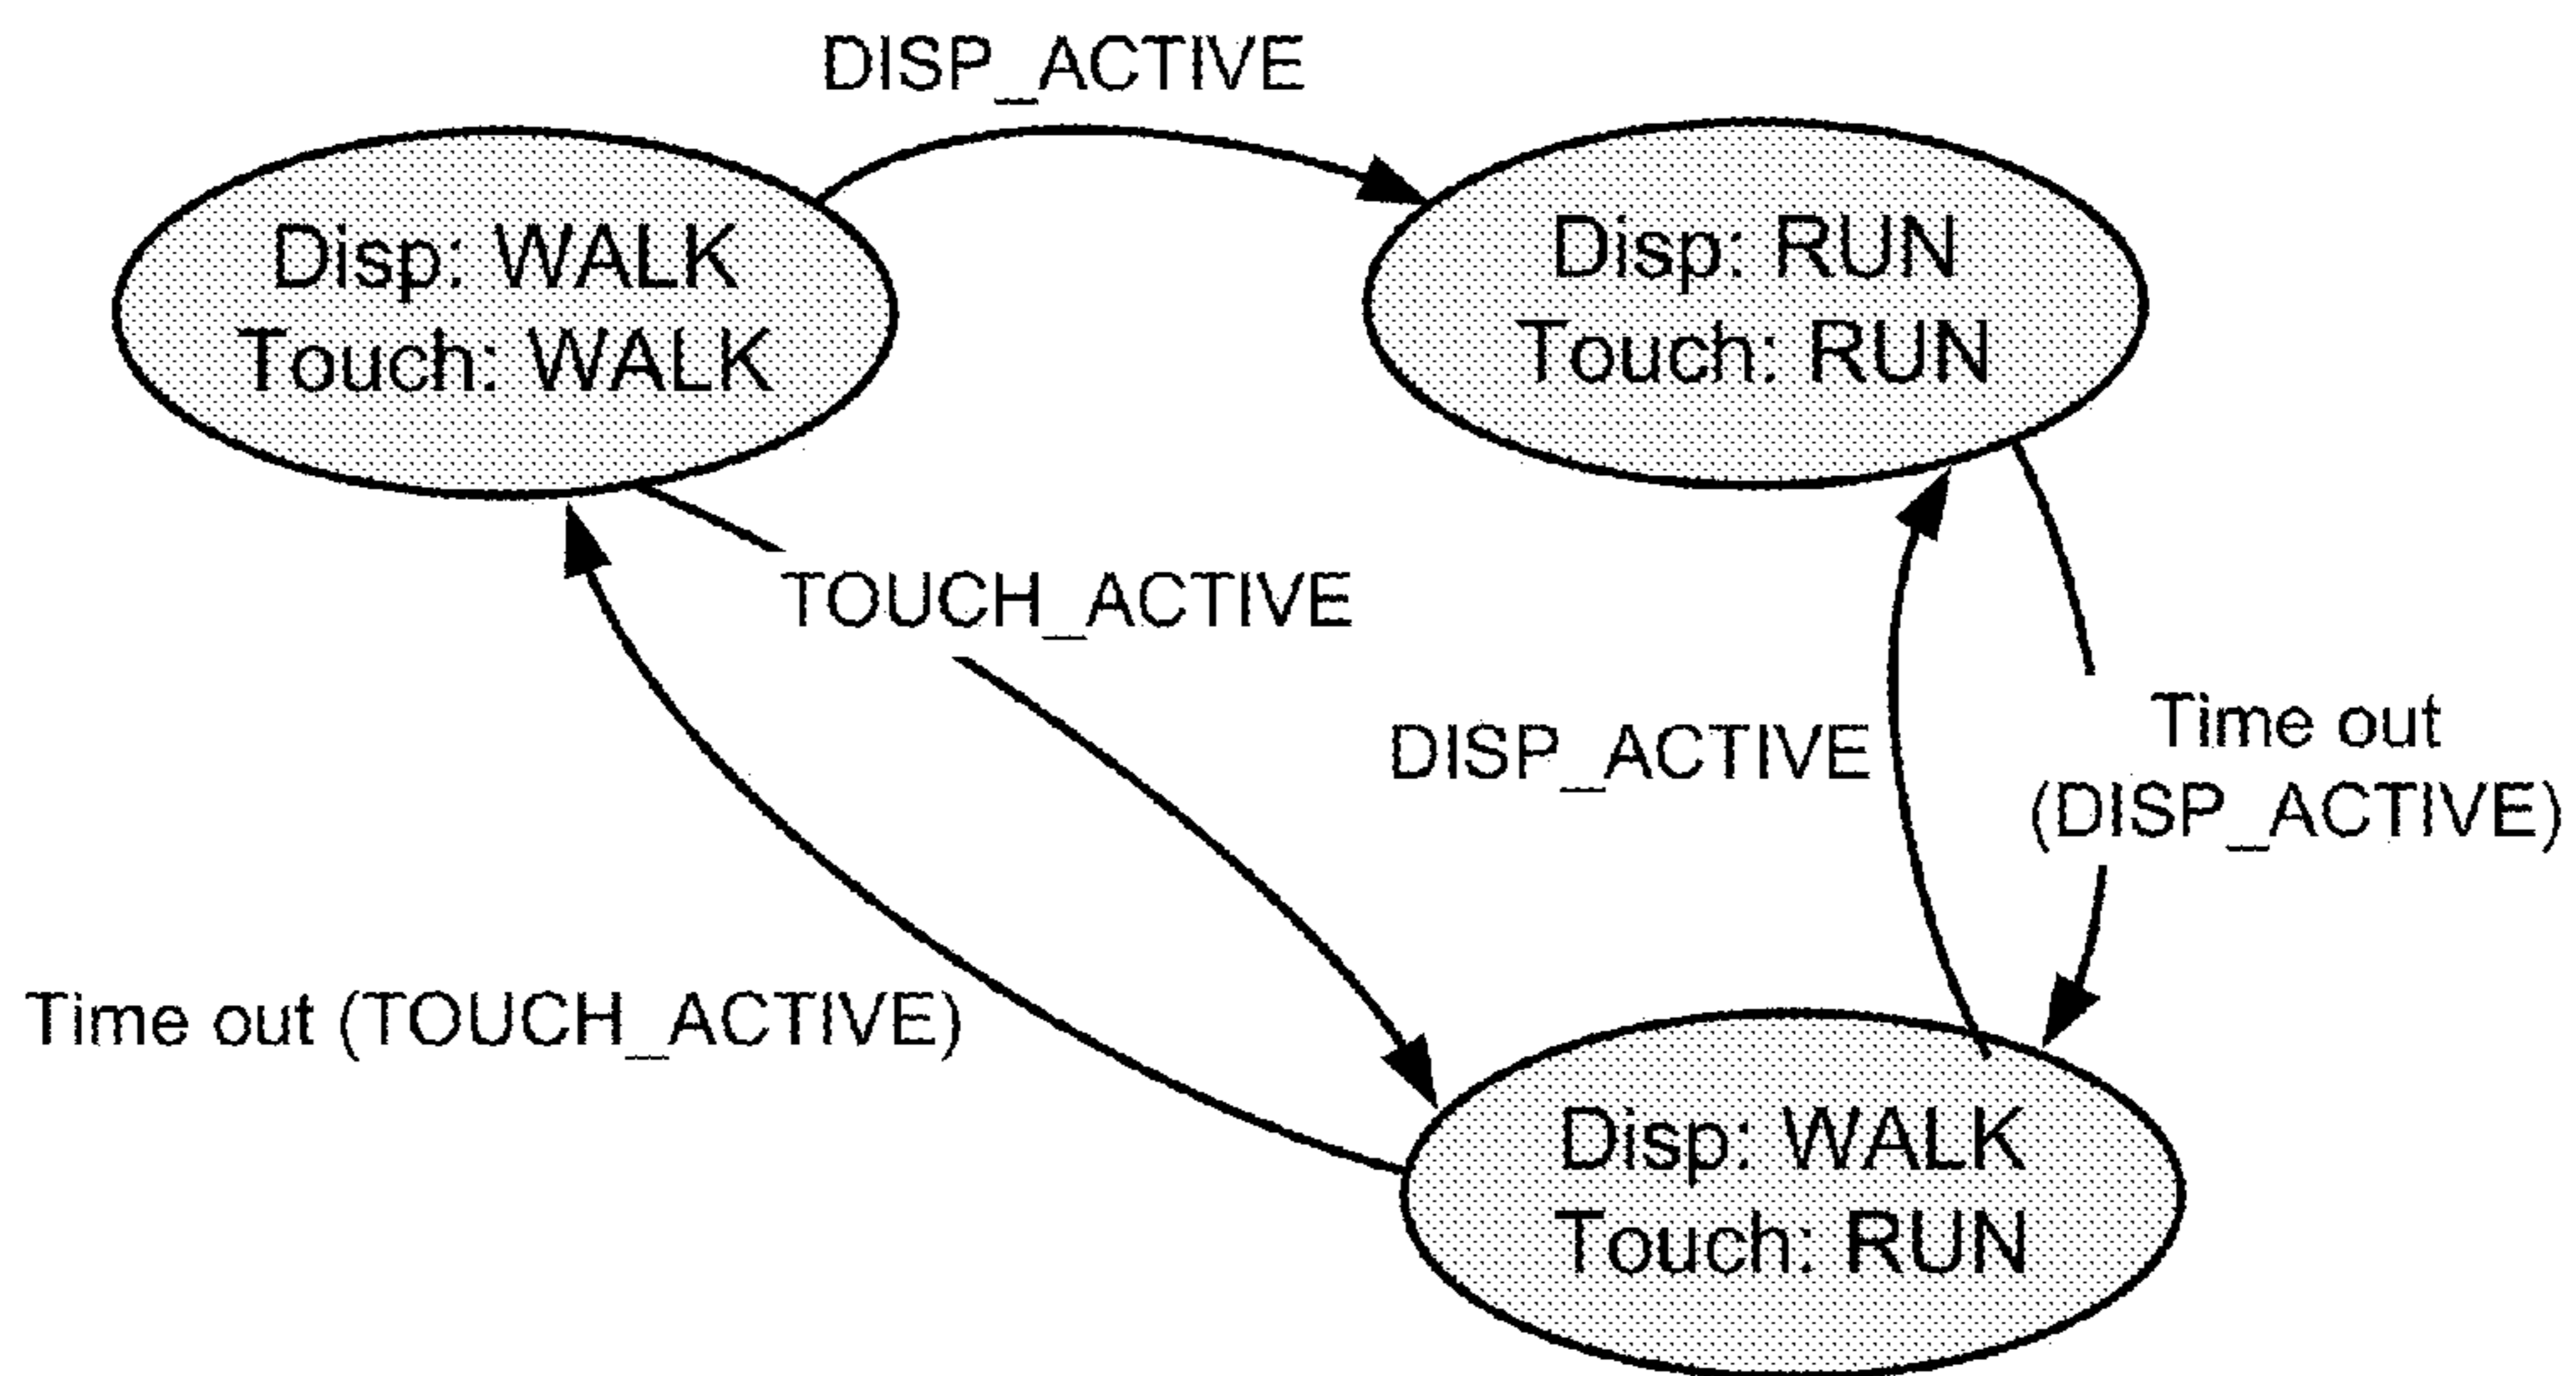 DISP_ACTIVE
Disp: WALK
Touch: WALK
Disp: RUN
Touch: RUN
TOUCH_ACTIVE
DISP_ACTIVE
Time out
(DISP_ACTIVE)
Time out (TOUCH_ACTIVE)
Disp: WALK
Touch: RUN